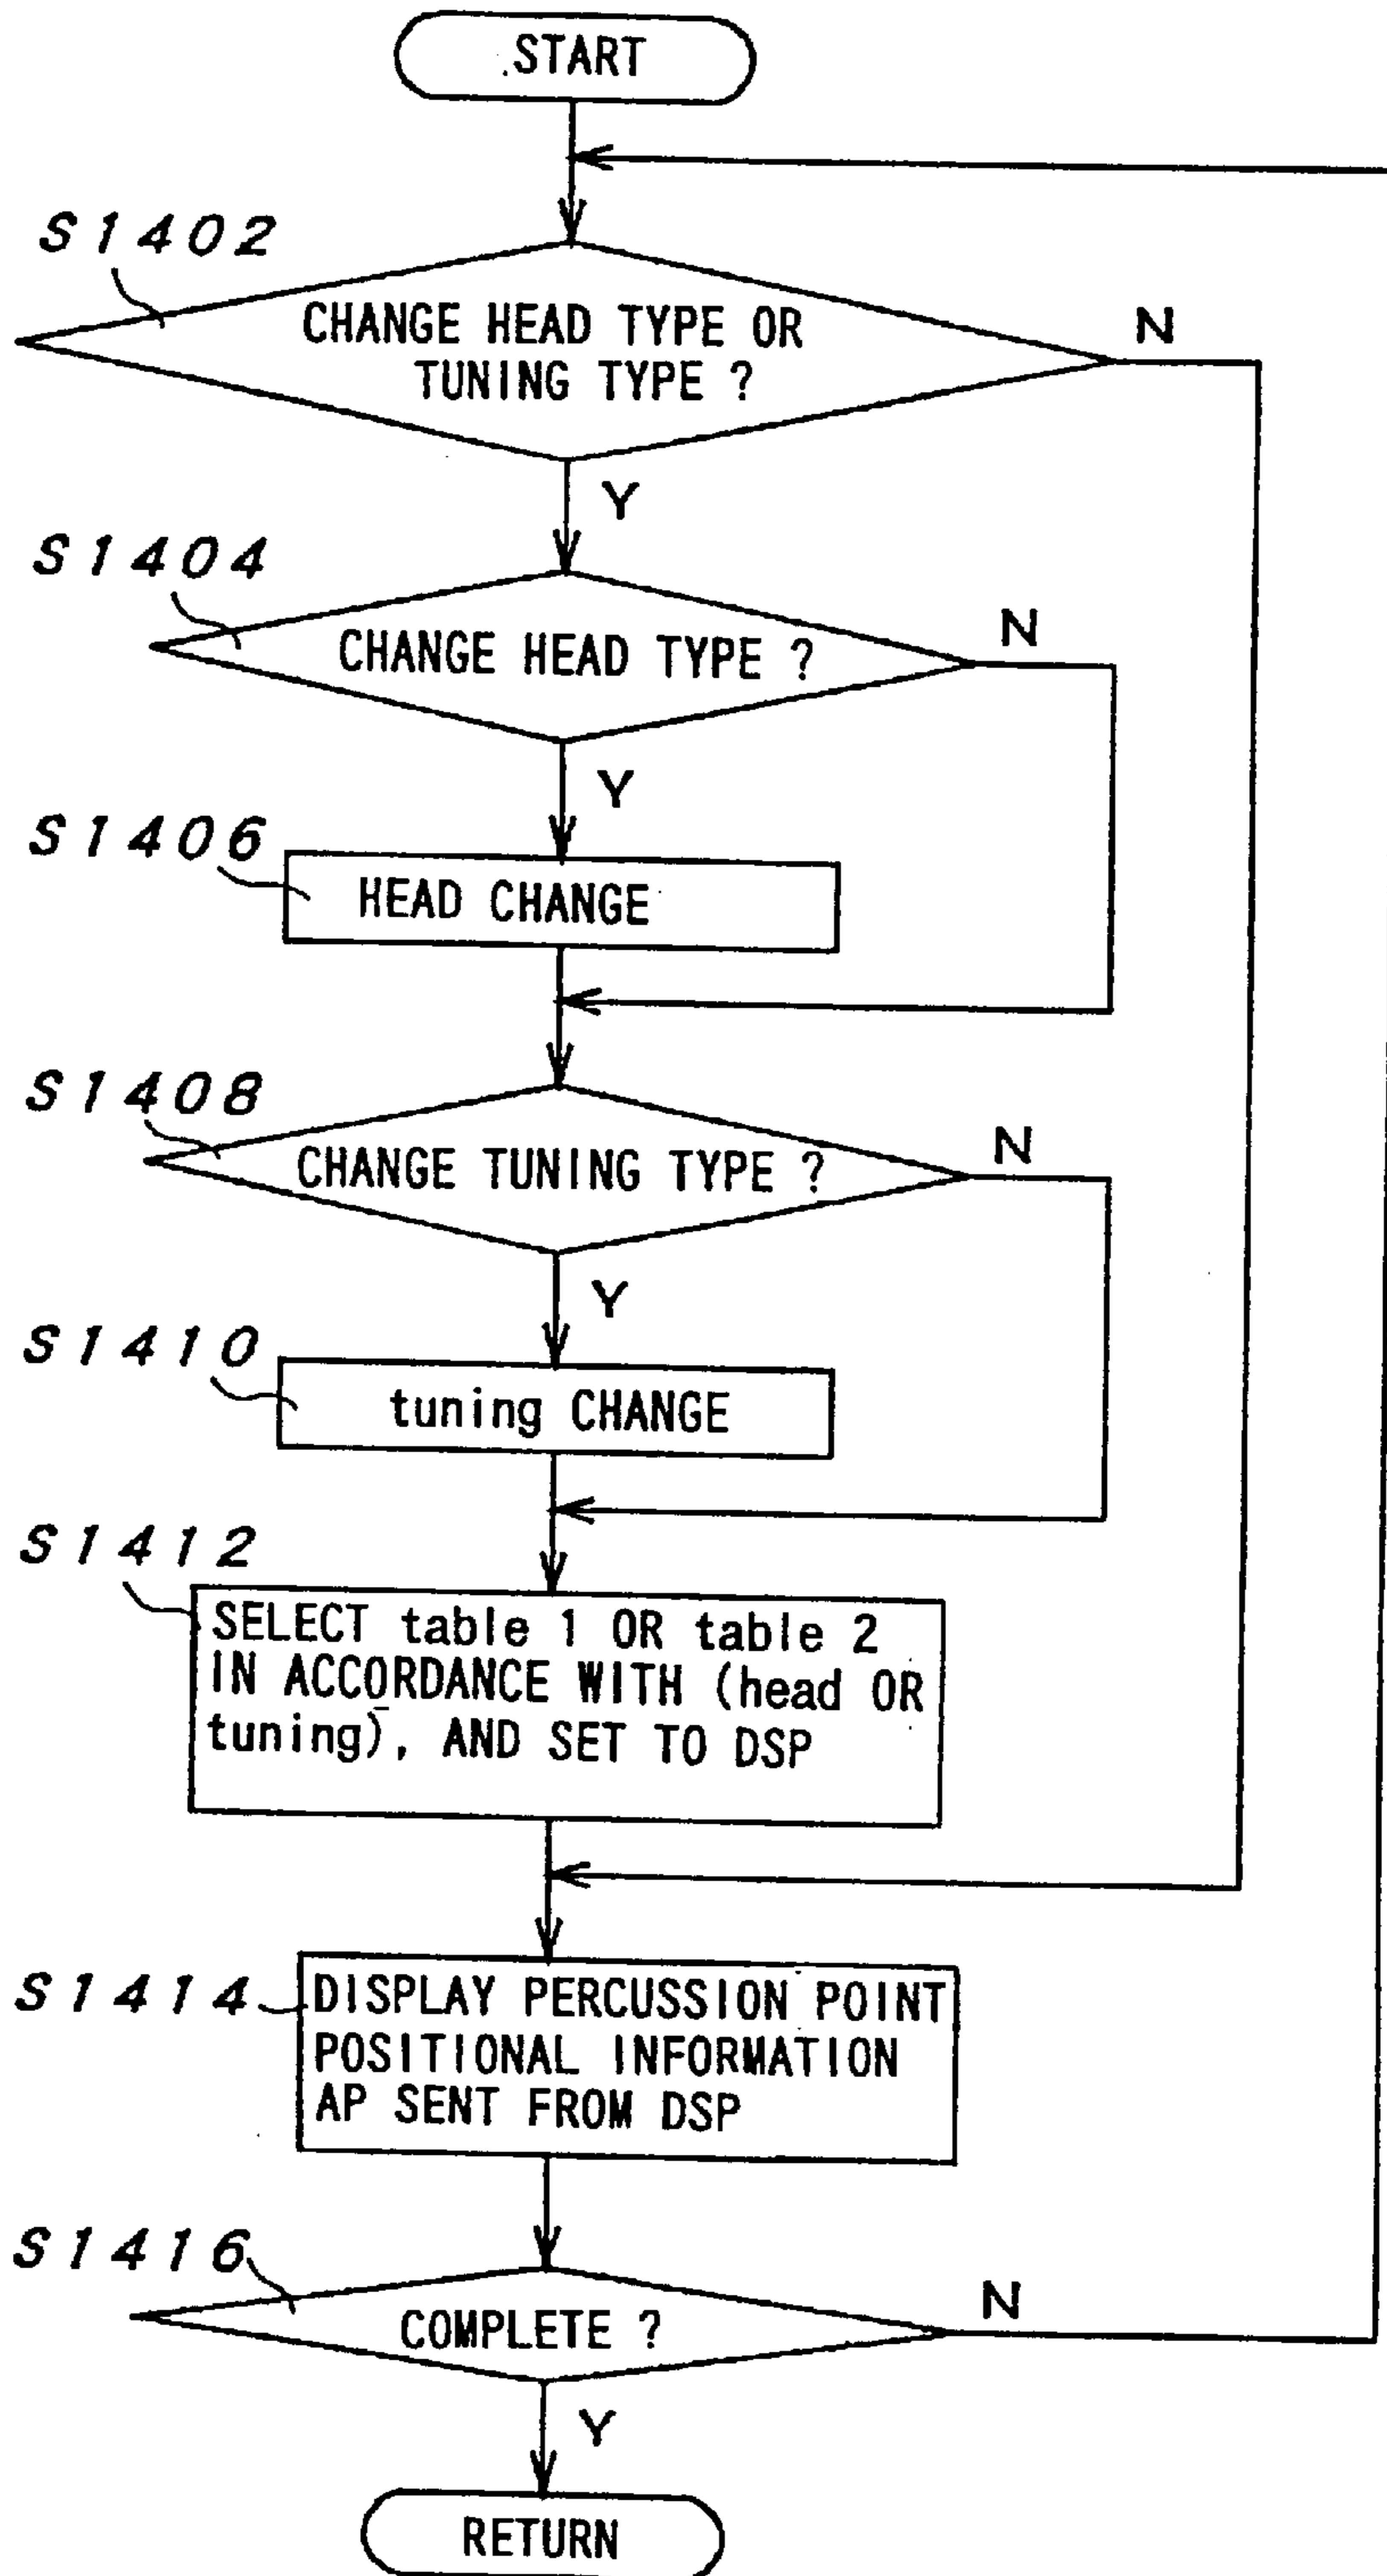 START
S1402
CHANGE HEAD TYPE OR
TUNING TYPE ?
N
Y
S1404
CHANGE HEAD TYPE ?
N
Y
S1406
HEAD CHANGE
S1408
CHANGE TUNING TYPE ?
N
Y
S1410
tuning CHANGE
S1412
SELECT table 1 OR table 2
IN ACCORDANCE WITH (head OR
tuning), AND SET TO DSP
S1414
DISPLAY PERCUSSION POINT
POSITIONAL INFORMATION
AP SENT FROM DSP
S1416
COMPLETE ?
N
Y
RETURN